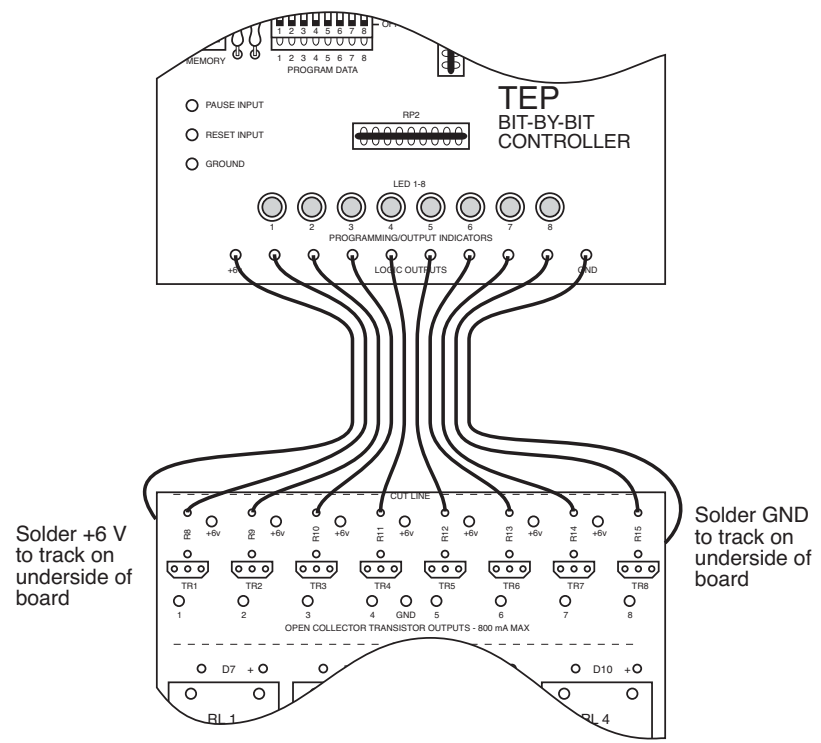 1 2 3 4 5 6 7 8
1 2 3 4 5 6 7 8
MEMORY
PROGRAM DATA
PAUSE INPUT
RESET INPUT
GROUND
RP2
TEP
BIT-BY-BIT
CONTROLLER
LED 1-8
1 2 3 4 5 6 7 8
PROGRAMMING/OUTPUT INDICATORS
+6v LOGIC OUTPUTS GND
Solder +6 V
to track on
underside of
board
Solder GND
to track on
underside of
board
CUT LINE
R8 +6v R9 +6v R10 +6v R11 +6v R12 +6v R13 +6v R14 +6v R15
TR1 TR2 TR3 TR4 TR5 TR6 TR7 TR8
1 2 3 4 GND 5 6 7 8
OPEN COLLECTOR TRANSISTOR OUTPUTS - 800 mA MAX
D7 + D10 +
RL 1 RL 4